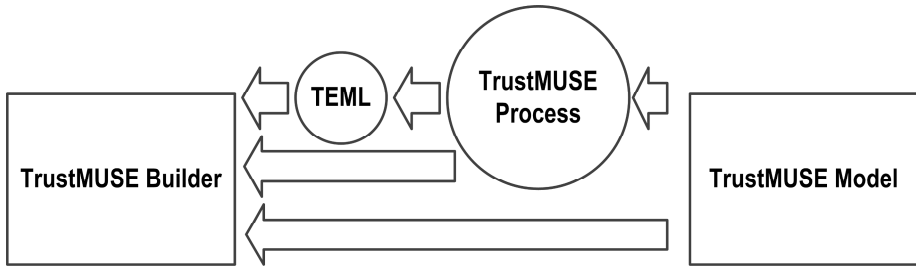 TEML
TrustMUSE
Process
TrustMUSE Builder
TrustMUSE Model